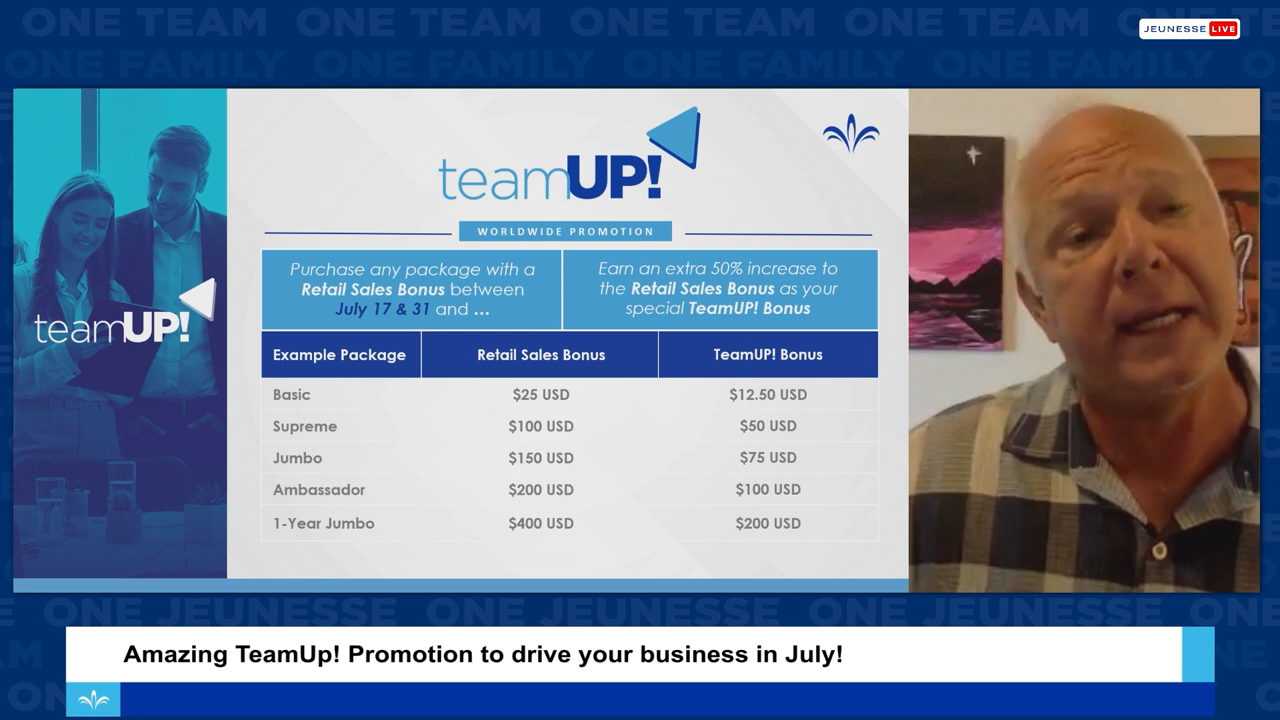 ONE TEAM ONE TEAM ONE TEAM ONE TE
JEUNESSE LIVE
ONE FAMILY ONE FAMILY ONE FAMILY
teamUP!
WORLDWIDE PROMOTION
Purchase any package with a
Retail Sales Bonus between
July 17 & 31 and ...
Earn an extra 50% increase to
the Retail Sales Bonus as your
special TeamUP! Bonus
teamUP!
Example Package Retail Sales Bonus TeamUP! Bonus
Basic $25 USD $12.50 USD
Supreme $100 USD $50 USD
Jumbo $150 USD $75 USD
Ambassador $200 USD $100 USD
1-Year Jumbo $400 USD $200 USD
ONE JEUNESSE ONE JEUNESSE ONE JEUNESSE ONE
Amazing TeamUp! Promotion to drive your business in July!